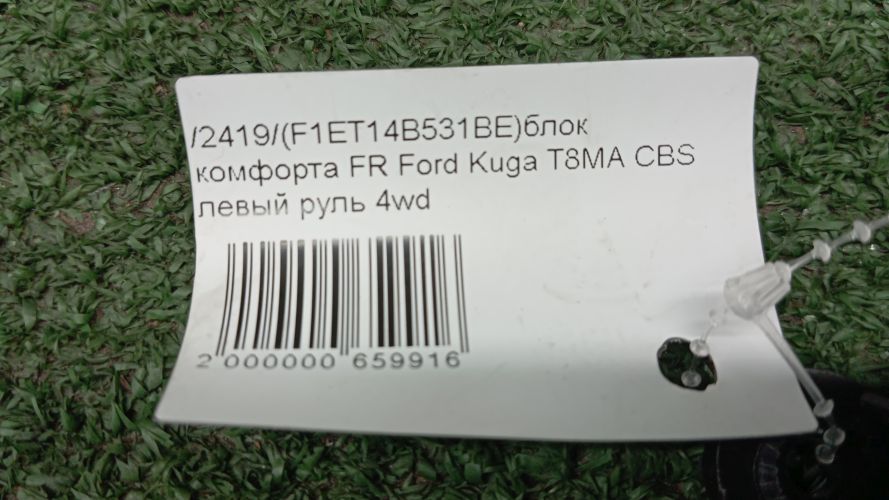 /2419/(F1ET14B531BE)блок
комфорта FR Ford Kuga T8MA CBS
левый руль 4wd
2 000000 659916